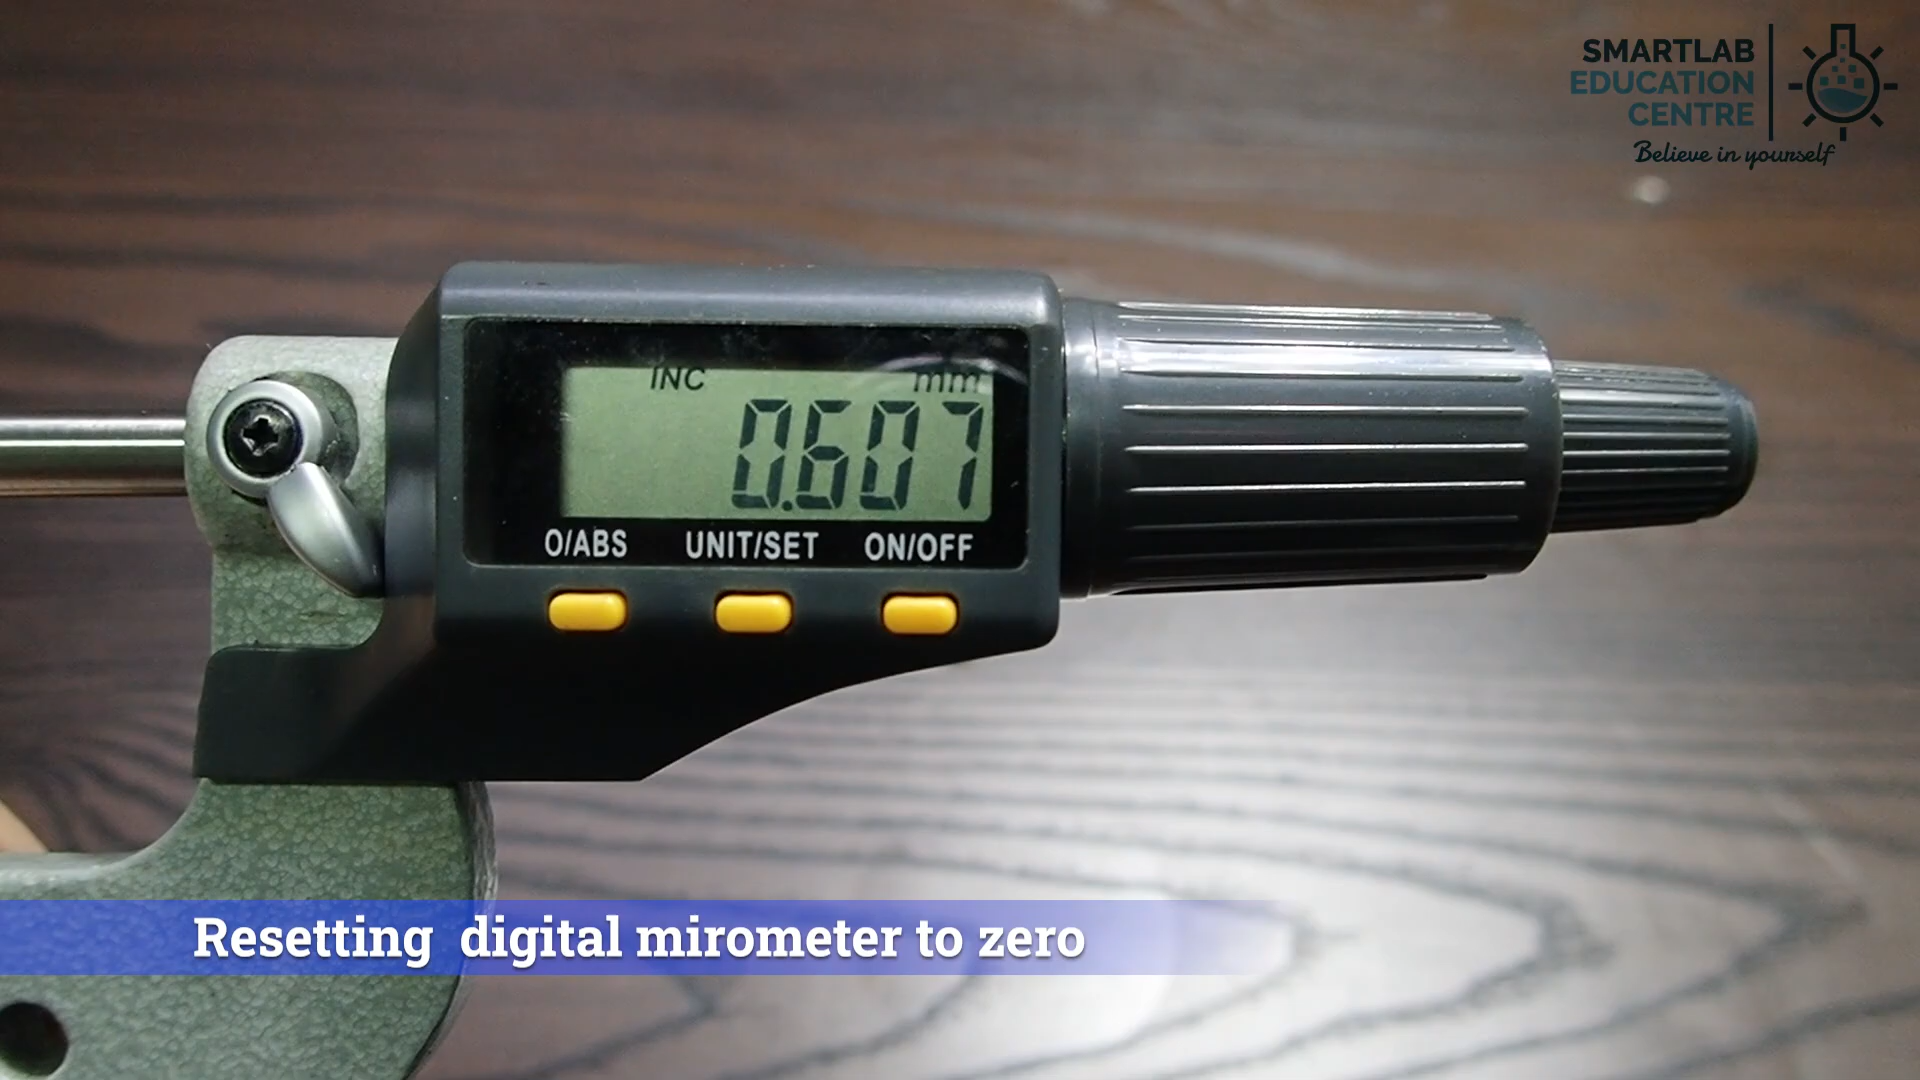 SMARTLAB
EDUCATION
CENTRE
Believe in yourself
INC mm
0.607
O/ABS UNIT/SET ON/OFF
Resetting digital mirometer to zero